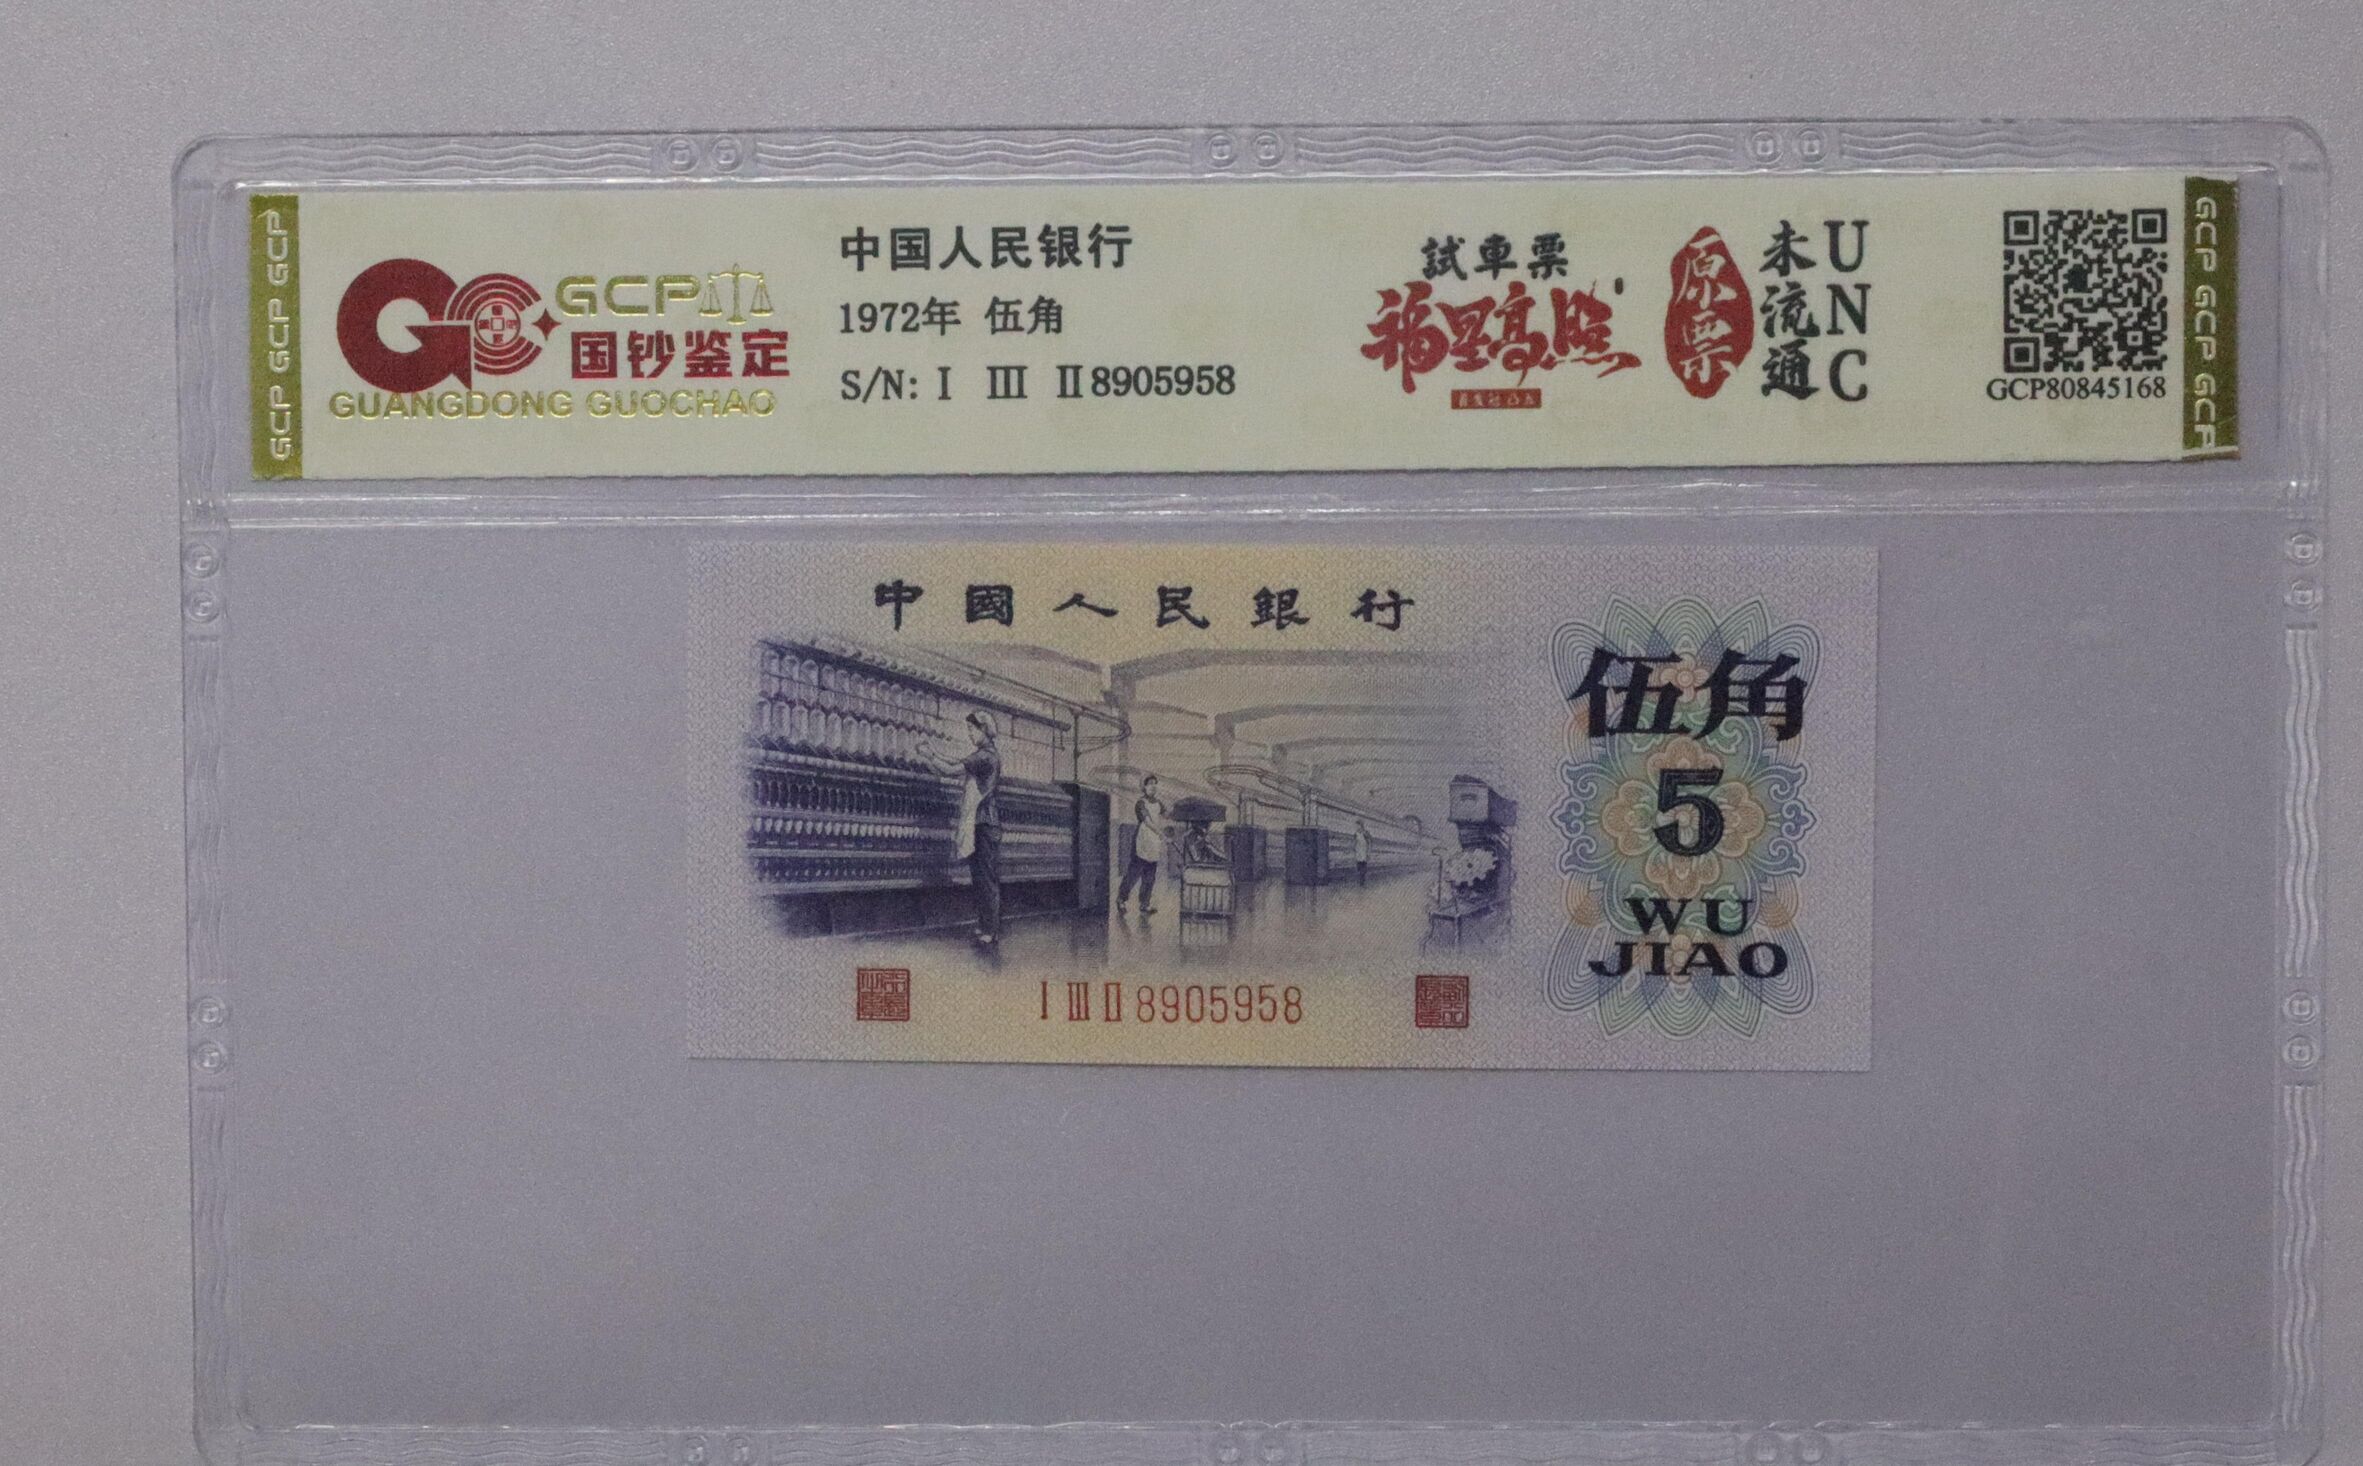 GCP GCP GCP
GCP
国钞鉴定
GUANGDONG GUOCHAO
中国人民银行
1972年 伍角
S/N: I III II8905958
試車票
福星高照
原票
未流通
UNC
GCP80845168
GCP GCP GCP
中國人民銀行
伍角
5
WU
JIAO
I III II 8905958